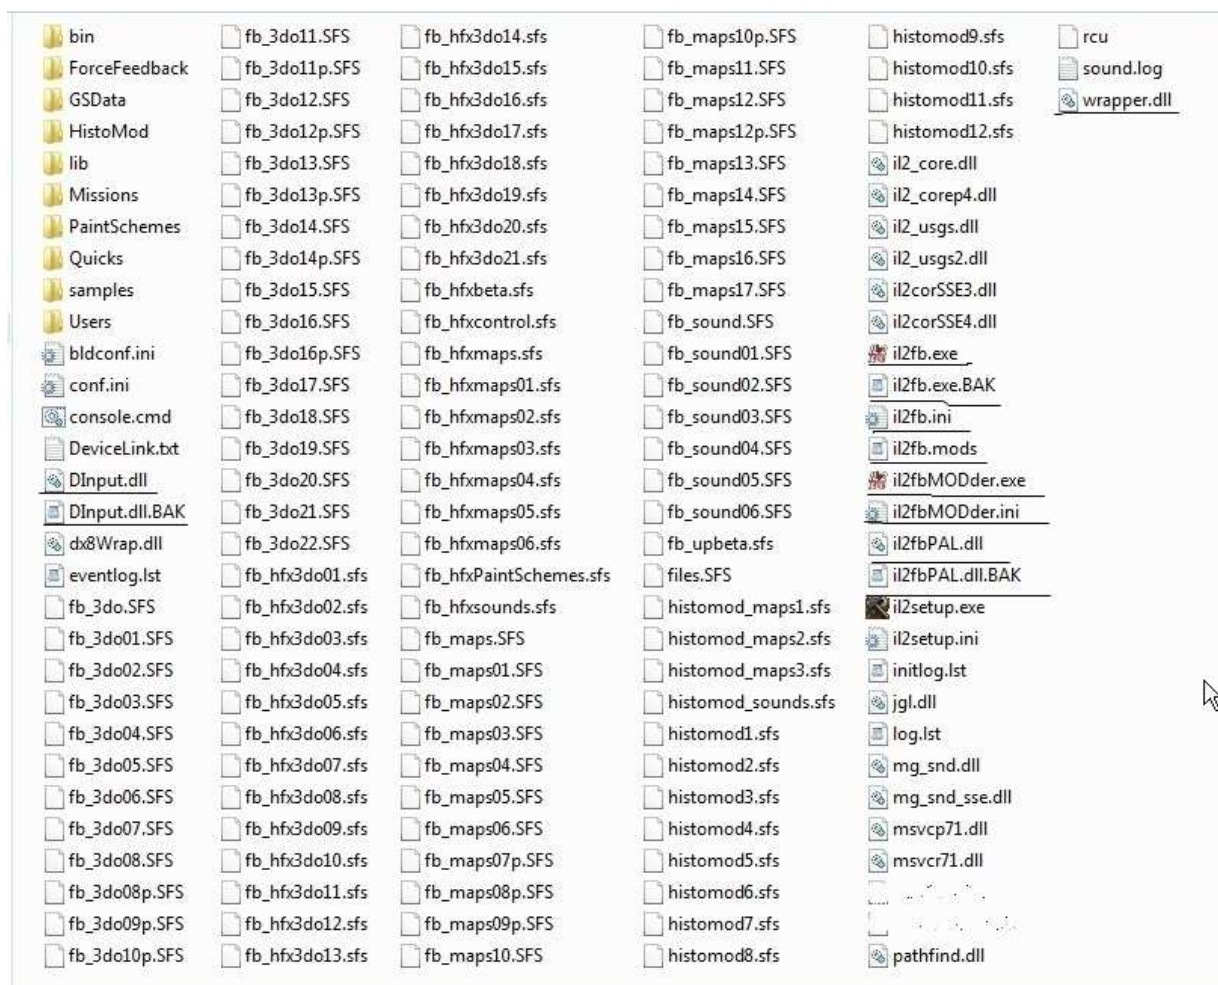 bin
ForceFeedback
GSData
HistoMod
lib
Missions
PaintSchemes
Quicks
samples
Users
bldconf.ini
conf.ini
console.cmd
DeviceLink.txt
DInput.dll
DInput.dll.BAK
dx8Wrap.dll
eventlog.lst
fb_3do.SFS
fb_3do01.SFS
fb_3do02.SFS
fb_3do03.SFS
fb_3do04.SFS
fb_3do05.SFS
fb_3do06.SFS
fb_3do07.SFS
fb_3do08.SFS
fb_3do08p.SFS
fb_3do09p.SFS
fb_3do10p.SFS
fb_3do11.SFS
fb_3do11p.SFS
fb_3do12.SFS
fb_3do12p.SFS
fb_3do13.SFS
fb_3do13p.SFS
fb_3do14.SFS
fb_3do14p.SFS
fb_3do15.SFS
fb_3do16.SFS
fb_3do16p.SFS
fb_3do17.SFS
fb_3do18.SFS
fb_3do19.SFS
fb_3do20.SFS
fb_3do21.SFS
fb_3do22.SFS
fb_hfx3do01.sfs
fb_hfx3do02.sfs
fb_hfx3do03.sfs
fb_hfx3do04.sfs
fb_hfx3do05.sfs
fb_hfx3do06.sfs
fb_hfx3do07.sfs
fb_hfx3do08.sfs
fb_hfx3do09.sfs
fb_hfx3do10.sfs
fb_hfx3do11.sfs
fb_hfx3do12.sfs
fb_hfx3do13.sfs
fb_hfx3do14.sfs
fb_hfx3do15.sfs
fb_hfx3do16.sfs
fb_hfx3do17.sfs
fb_hfx3do18.sfs
fb_hfx3do19.sfs
fb_hfx3do20.sfs
fb_hfx3do21.sfs
fb_hfxbeta.sfs
fb_hfxcontrol.sfs
fb_hfxmaps.sfs
fb_hfxmaps01.sfs
fb_hfxmaps02.sfs
fb_hfxmaps03.sfs
fb_hfxmaps04.sfs
fb_hfxmaps05.sfs
fb_hfxmaps06.sfs
fb_hfxPaintSchemes.sfs
fb_hfxsounds.sfs
fb_maps.SFS
fb_maps01.SFS
fb_maps02.SFS
fb_maps03.SFS
fb_maps04.SFS
fb_maps05.SFS
fb_maps06.SFS
fb_maps07p.SFS
fb_maps08p.SFS
fb_maps09p.SFS
fb_maps10.SFS
fb_maps10p.SFS
fb_maps11.SFS
fb_maps12.SFS
fb_maps12p.SFS
fb_maps13.SFS
fb_maps14.SFS
fb_maps15.SFS
fb_maps16.SFS
fb_maps17.SFS
fb_sound.SFS
fb_sound01.SFS
fb_sound02.SFS
fb_sound03.SFS
fb_sound04.SFS
fb_sound05.SFS
fb_sound06.SFS
fb_upbeta.sfs
files.SFS
histomod_maps1.sfs
histomod_maps2.sfs
histomod_maps3.sfs
histomod_sounds.sfs
histomod1.sfs
histomod2.sfs
histomod3.sfs
histomod4.sfs
histomod5.sfs
histomod6.sfs
histomod7.sfs
histomod8.sfs
histomod9.sfs
histomod10.sfs
histomod11.sfs
histomod12.sfs
il2_core.dll
il2_corep4.dll
il2_usgs.dll
il2_usgs2.dll
il2corSSE3.dll
il2corSSE4.dll
il2fb.exe
il2fb.exe.BAK
il2fb.ini
il2fb.mods
il2fbMODder.exe
il2fbMODder.ini
il2fbPAL.dll
il2fbPAL.dll.BAK
il2setup.exe
il2setup.ini
initlog.lst
jgl.dll
log.lst
mg_snd.dll
mg_snd_sse.dll
msvcp71.dll
msvcr71.dll
pathfind.dll
rcu
sound.log
wrapper.dll